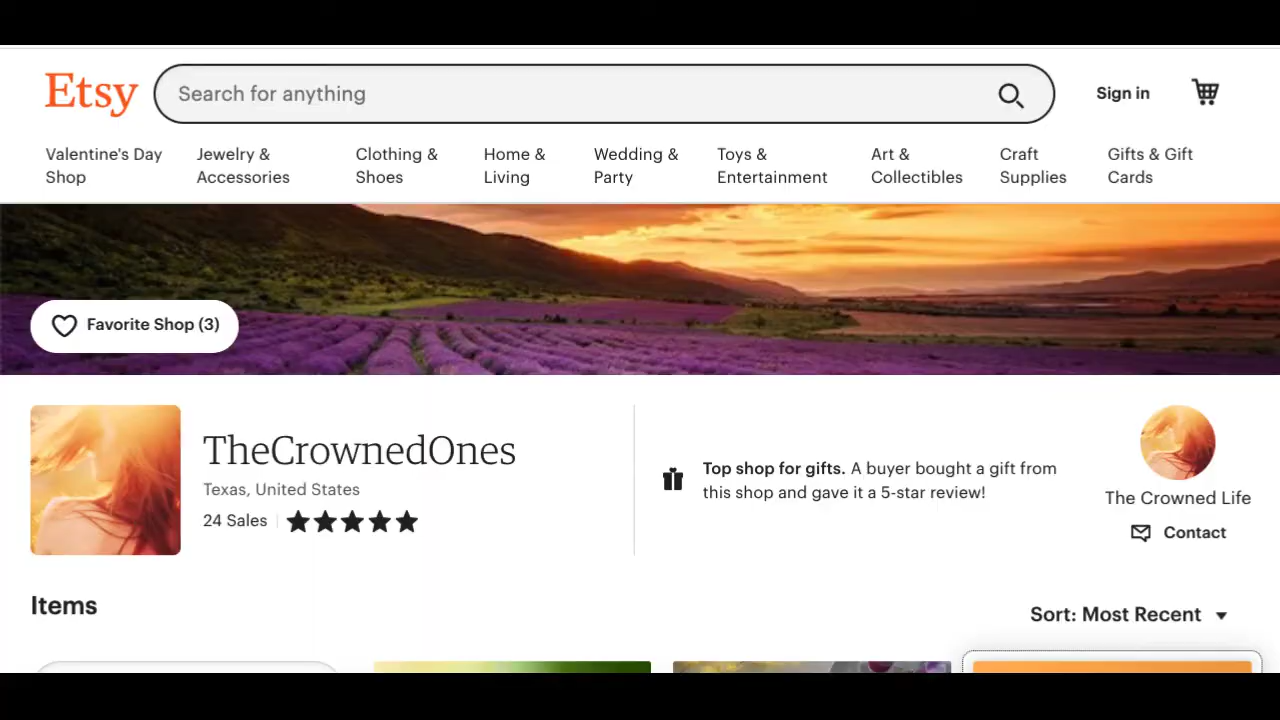 Etsy
Search for anything
Sign in
Valentine's Day
Shop
Jewelry &
Accessories
Clothing &
Shoes
Home &
Living
Wedding &
Party
Toys &
Entertainment
Art &
Collectibles
Craft
Supplies
Gifts & Gift
Cards
Favorite Shop (3)
TheCrownedOnes
Texas, United States
24 Sales
Top shop for gifts. A buyer bought a gift from
this shop and gave it a 5-star review!
The Crowned Life
Contact
Items
Sort: Most Recent